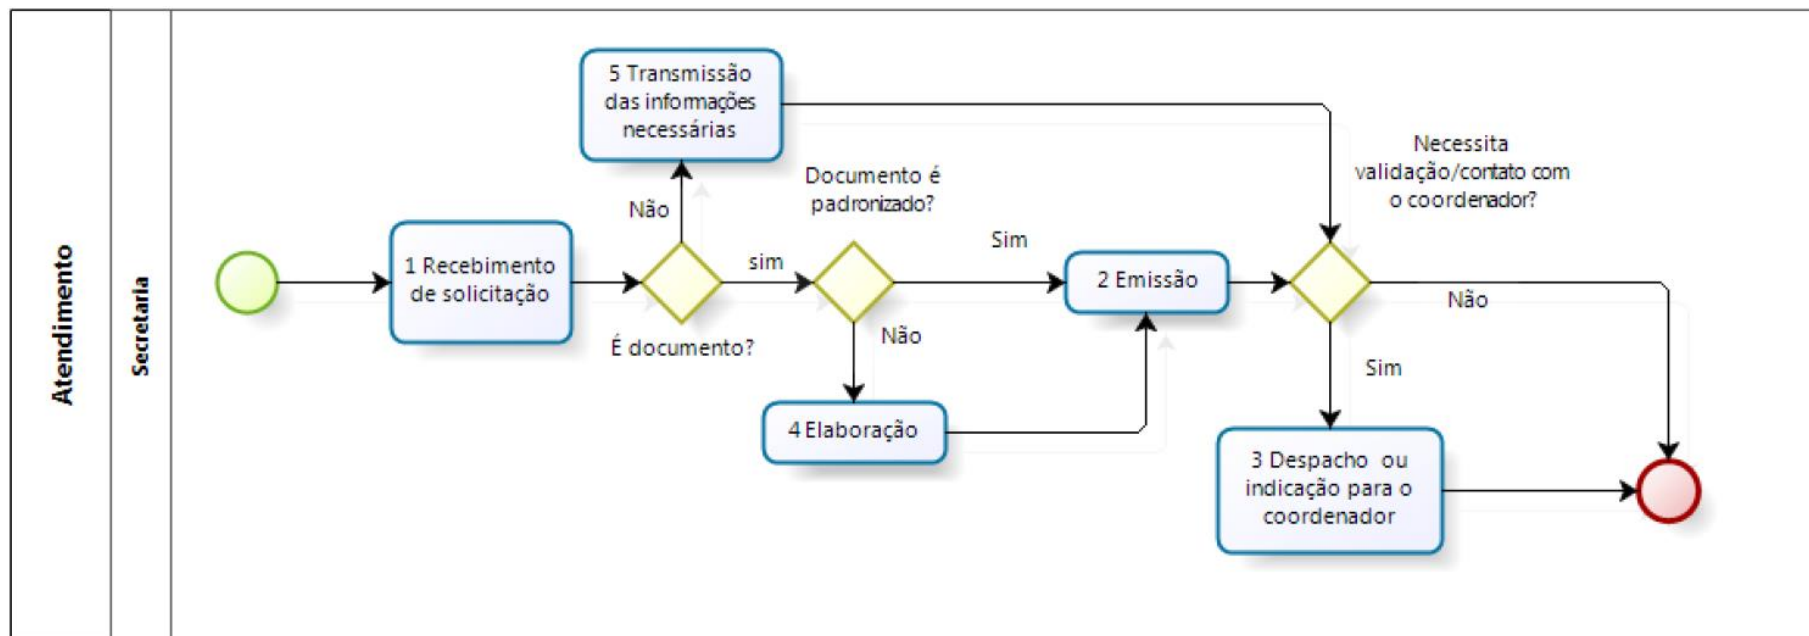 Atendimento
Secretaria
5 Transmissão
das informações
necessárias
Necessita
validação/contato com
o coordenador?
Documento é
padronizado?
Não
Sim
1 Recebimento
de solicitação
sim
2 Emissão
Não
Não
É documento?
Sim
4 Elaboração
3 Despacho ou
indicação para o
coordenador